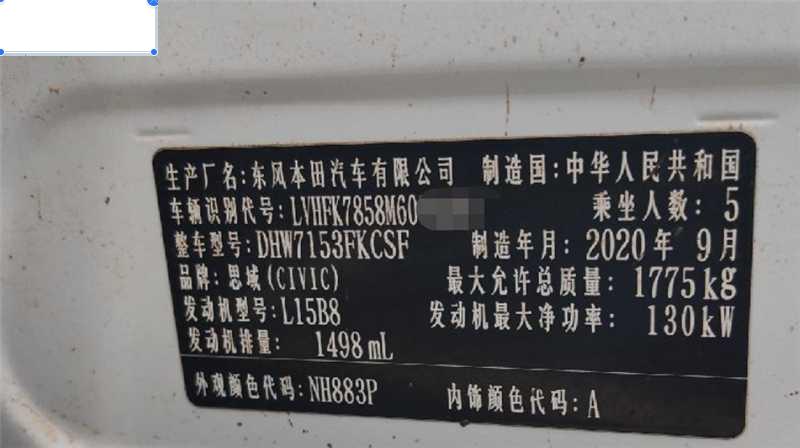 生产厂名:东风本田汽车有限公司 制造国:中华人民共和国
车辆识别代号:LVHFK7858M60 乘坐人数:5
整车型号:DHW7153FKCSF 制造年月:2020年9月
品牌:思域(CIVIC) 最大允许总质量:1775kg
发动机型号:L15B8 发动机最大净功率:130kW
发动机排量:1498mL
外观颜色代码:NH883P 内饰颜色代码:A